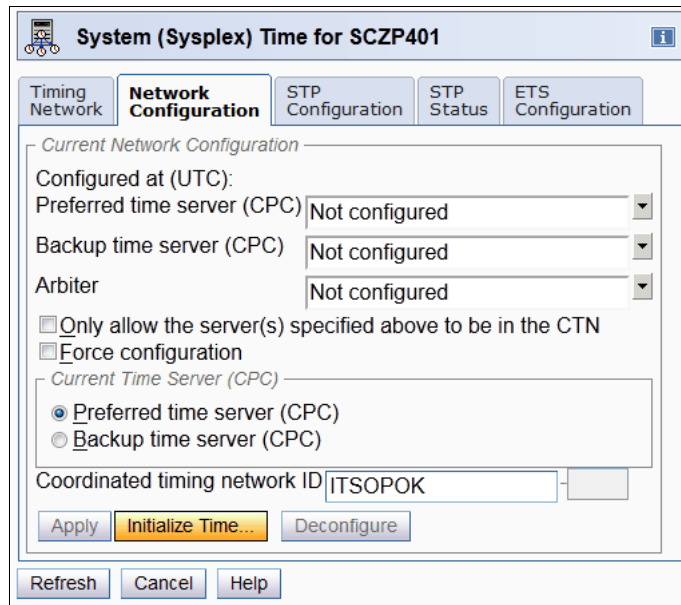 System (Sysplex) Time for SCZP401
i
Timing
Network
Network
Configuration
STP
Configuration
STP
Status
ETS
Configuration
Current Network Configuration
Configured at (UTC):
Preferred time server (CPC) Not configured
Backup time server (CPC) Not configured
Arbiter Not configured
Only allow the server(s) specified above to be in the CTN
Force configuration
Current Time Server (CPC)
Preferred time server (CPC)
Backup time server (CPC)
Coordinated timing network ID ITSOPOK -
Apply Initialize Time... Deconfigure
Refresh Cancel Help